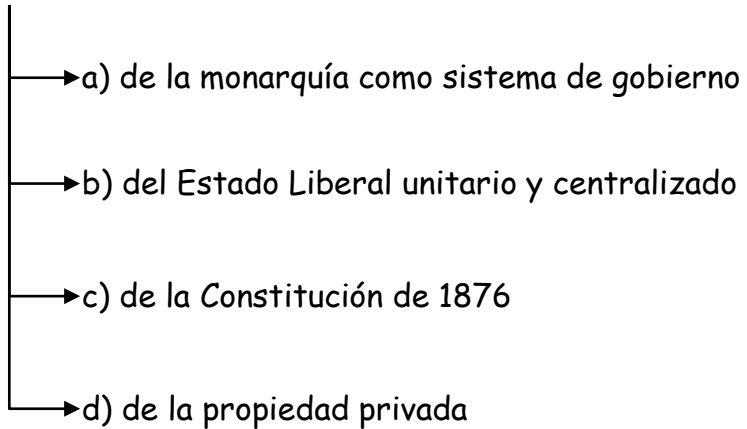 a) de la monarquía como sistema de gobierno
b) del Estado Liberal unitario y centralizado
c) de la Constitución de 1876
d) de la propiedad privada